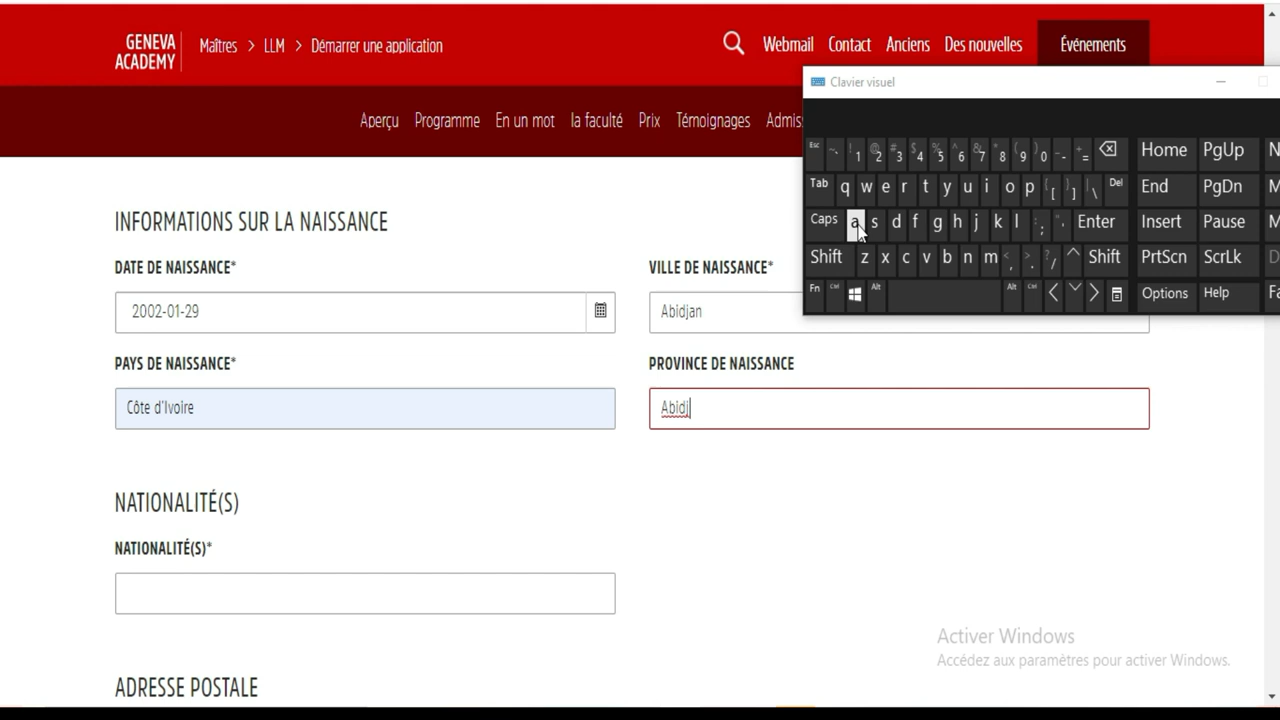 GENEVA
ACADEMY
Maîtres > LLM > Démarrer une application
Webmail Contact Anciens Des nouvelles Événements
Clavier visuel
Aperçu Programme En un mot la faculté Prix Témoignages Admis
Esc ~ ` ! 1 @ 2 # 3 $ 4 % 5 ^ 6 & 7 * 8 ( 9 ) 0 _ - + = Home PgUp N
Tab q w e r t y u i o p { [ } ] | \ Del End PgDn M
Caps a s d f g h j k l : ; " ' Enter Insert Pause M
Shift z x c v b n m < , > . ? / Shift PrtScn ScrLk D
Fn Ctrl Alt Alt Ctrl Options Help Fa
INFORMATIONS SUR LA NAISSANCE
DATE DE NAISSANCE* VILLE DE NAISSANCE*
2002-01-29 Abidjan
PAYS DE NAISSANCE* PROVINCE DE NAISSANCE
Côte d'Ivoire Abidj
NATIONALITÉ(S)
NATIONALITÉ(S)*
Activer Windows
Accédez aux paramètres pour activer Windows.
ADRESSE POSTALE